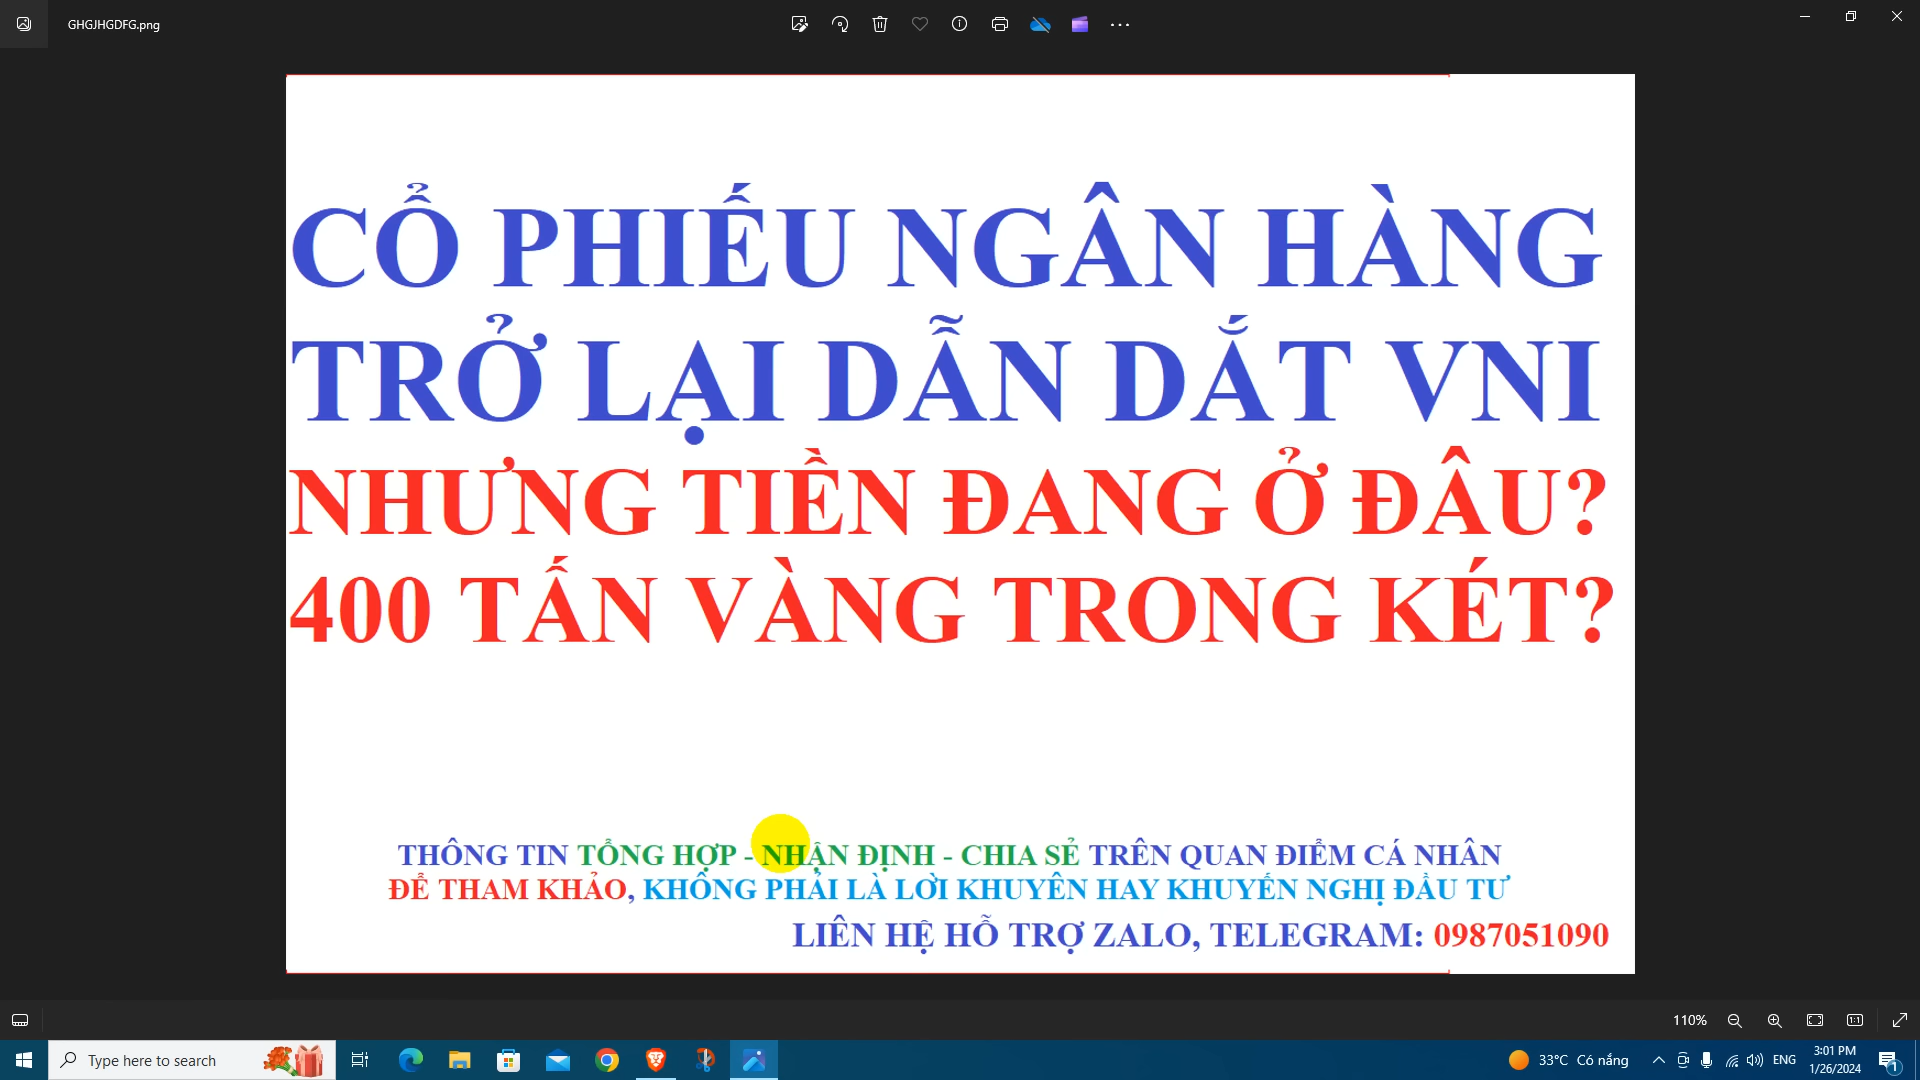 GHGJHGDFG.png
CỔ PHIẾU NGÂN HÀNG
TRỞ LẠI DẪN DẮT VNI
NHƯNG TIỀN ĐANG Ở ĐÂU?
400 TẤN VÀNG TRONG KÉT?
THÔNG TIN TỔNG HỢP - NHẬN ĐỊNH - CHIA SẺ TRÊN QUAN ĐIỂM CÁ NHÂN
ĐỂ THAM KHẢO, KHÔNG PHẢI LÀ LỜI KHUYÊN HAY KHUYẾN NGHỊ ĐẦU TƯ
LIÊN HỆ HỖ TRỢ ZALO, TELEGRAM: 0987051090
110%
1:1
Type here to search
33°C Có nắng
ENG
3:01 PM
1/26/2024
1